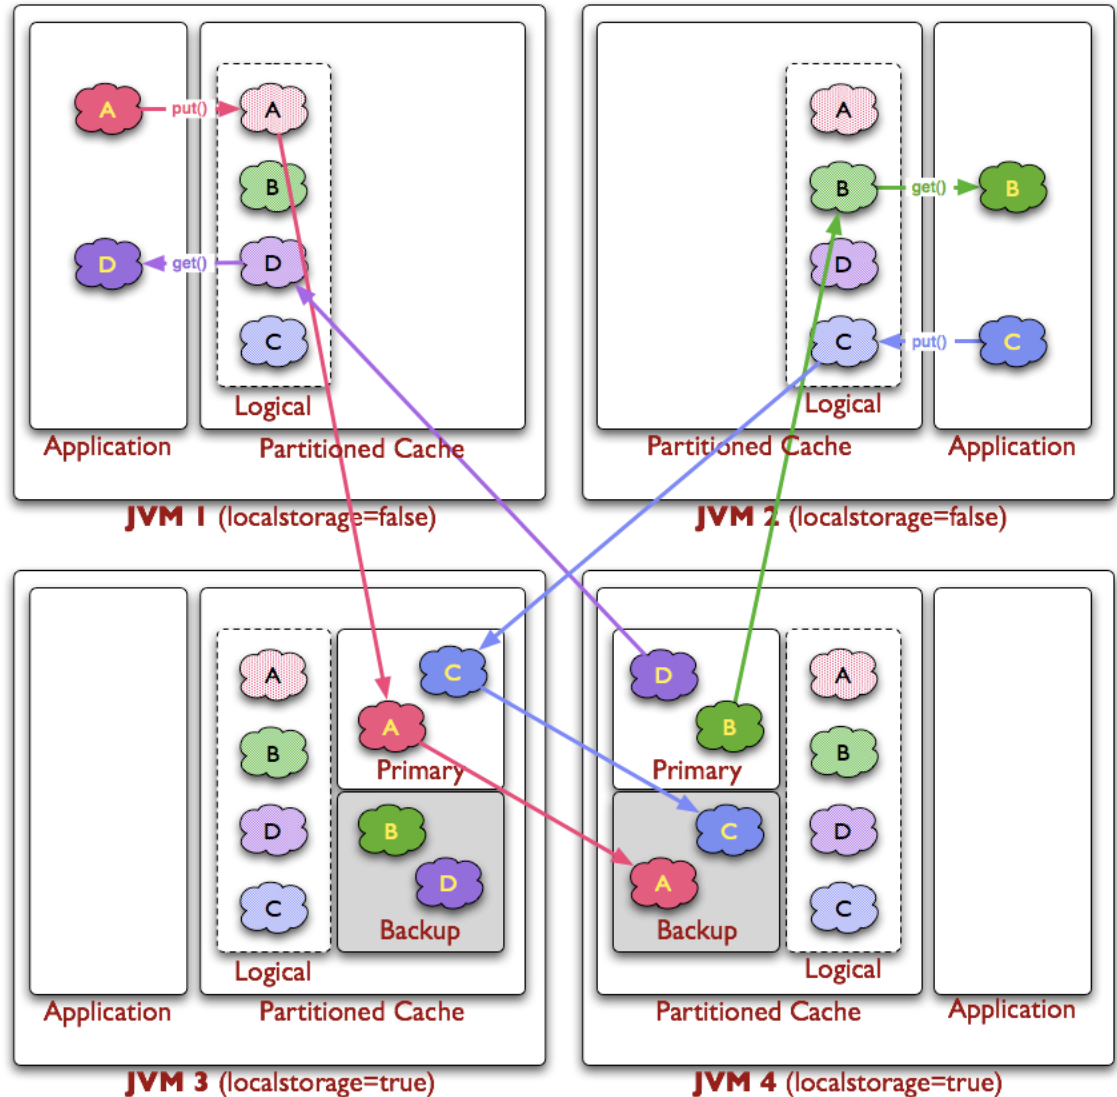 A put() A
B
D get() D
C
Logical
Application
Partitioned Cache
JVM 1 (localstorage=false)
A
B get() B
D
C put() C
Logical
Partitioned Cache
Application
JVM 2 (localstorage=false)
A
B
D
C
Logical
C
A
Primary
B
D
Backup
Application
Partitioned Cache
JVM 3 (localstorage=true)
D
B
Primary
C
A
Backup
A
B
D
C
Logical
Partitioned Cache
Application
JVM 4 (localstorage=true)